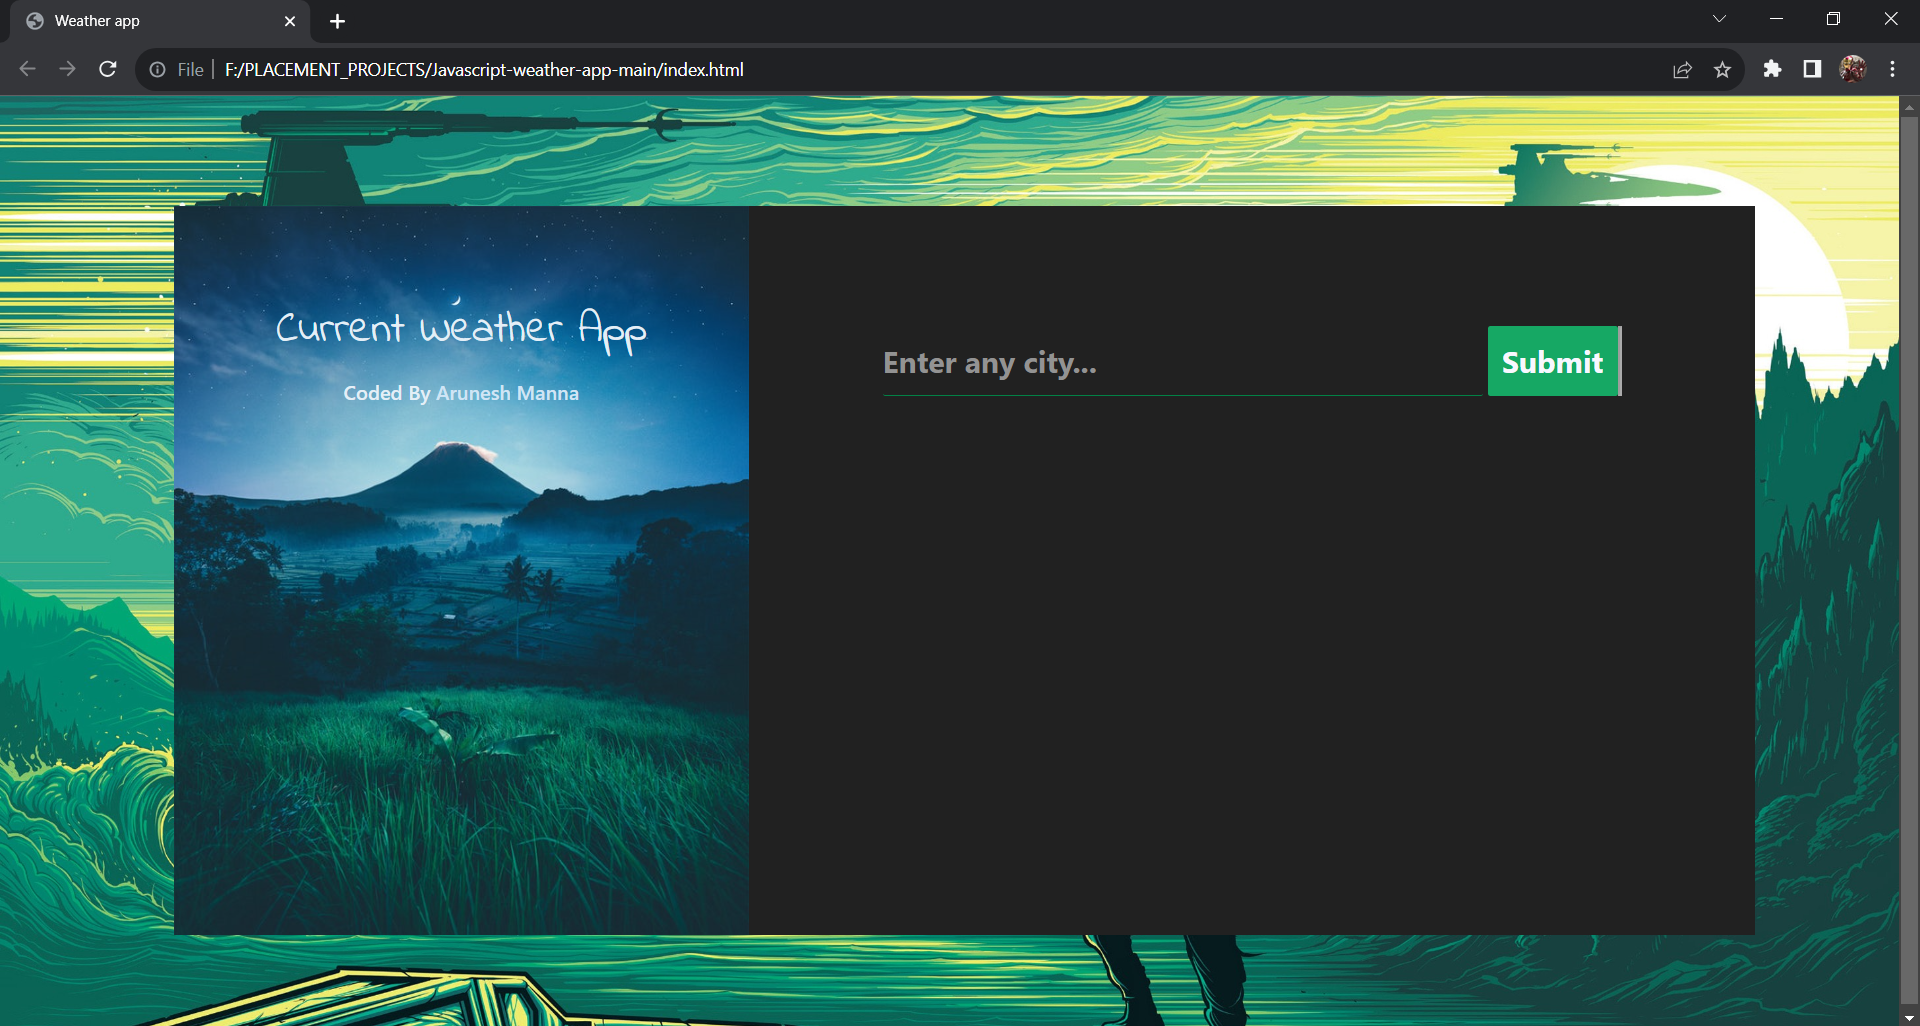 Weather app
File
F:/PLACEMENT_PROJECTS/Javascript-weather-app-main/index.html
Current Weather App
Coded By Arunesh Manna
Enter any city...
Submit